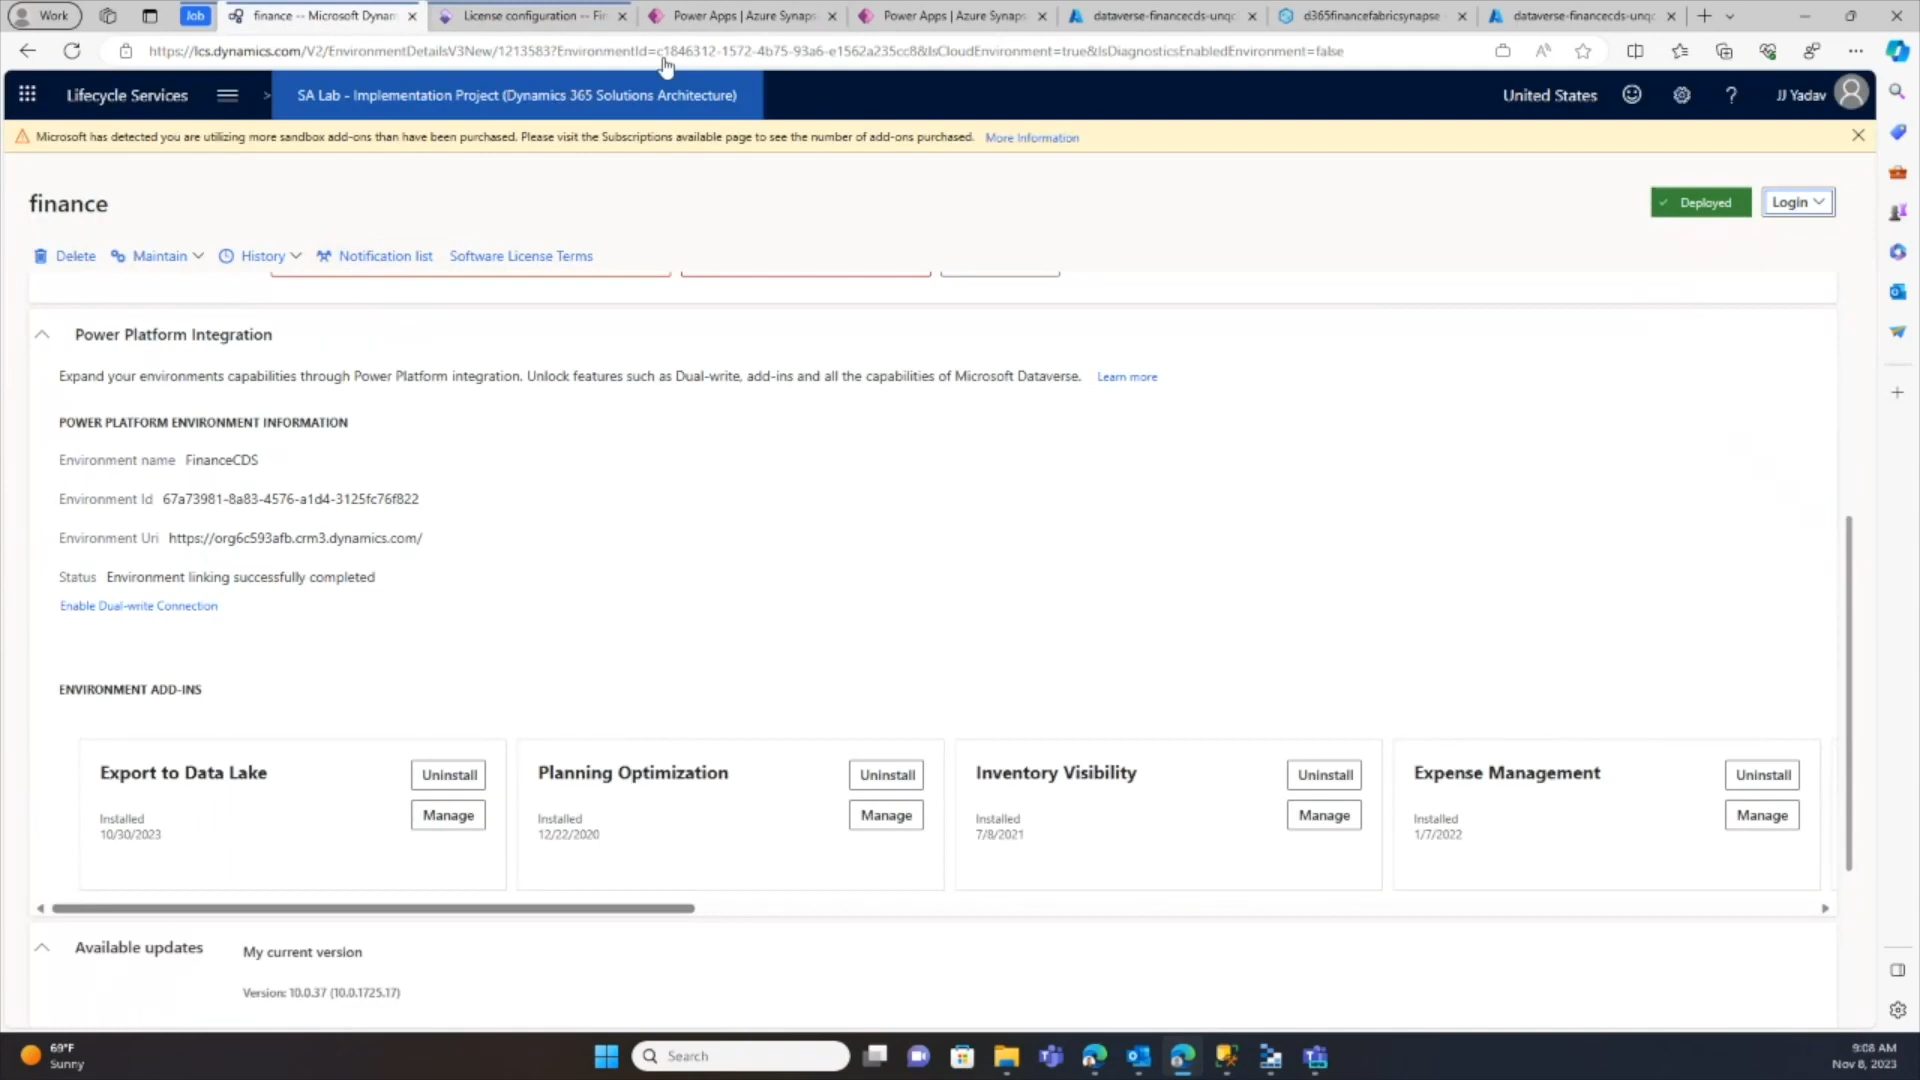 Work
Job
finance -- Microsoft Dynam
License configuration -- Fin
Power Apps | Azure Synaps
Power Apps | Azure Synaps
dataverse-financecds-unqc
d365financefabricsynapse
dataverse-financecds-unqc
https://lcs.dynamics.com/V2/EnvironmentDetailsV3New/1213583?EnvironmentId=c1846312-1572-4b75-93a6-e1562a235cc8&IsCloudEnvironment=true&IsDiagnosticsEnabledEnvironment=false
Lifecycle Services
>
SA Lab - Implementation Project (Dynamics 365 Solutions Architecture)
United States
?
JJ Yadav
Microsoft has detected you are utilizing more sandbox add-ons than have been purchased. Please visit the Subscriptions available page to see the number of add-ons purchased. More Information
finance
Deployed
Login
Delete
Maintain
History
Notification list
Software License Terms
Power Platform Integration
Expand your environments capabilities through Power Platform integration. Unlock features such as Dual-write, add-ins and all the capabilities of Microsoft Dataverse. Learn more
POWER PLATFORM ENVIRONMENT INFORMATION
Environment name FinanceCDS
Environment Id 67a73981-8a83-4576-a1d4-3125fc76f822
Environment Uri https://org6c593afb.crm3.dynamics.com/
Status Environment linking successfully completed
Enable Dual-write Connection
ENVIRONMENT ADD-INS
Export to Data Lake
Uninstall
Installed
10/30/2023
Manage
Planning Optimization
Uninstall
Installed
12/22/2020
Manage
Inventory Visibility
Uninstall
Installed
7/8/2021
Manage
Expense Management
Uninstall
Installed
1/7/2022
Manage
Available updates
My current version
Version: 10.0.37 (10.0.1725.17)
69°F
Sunny
Search
9:08 AM
Nov 8, 2023